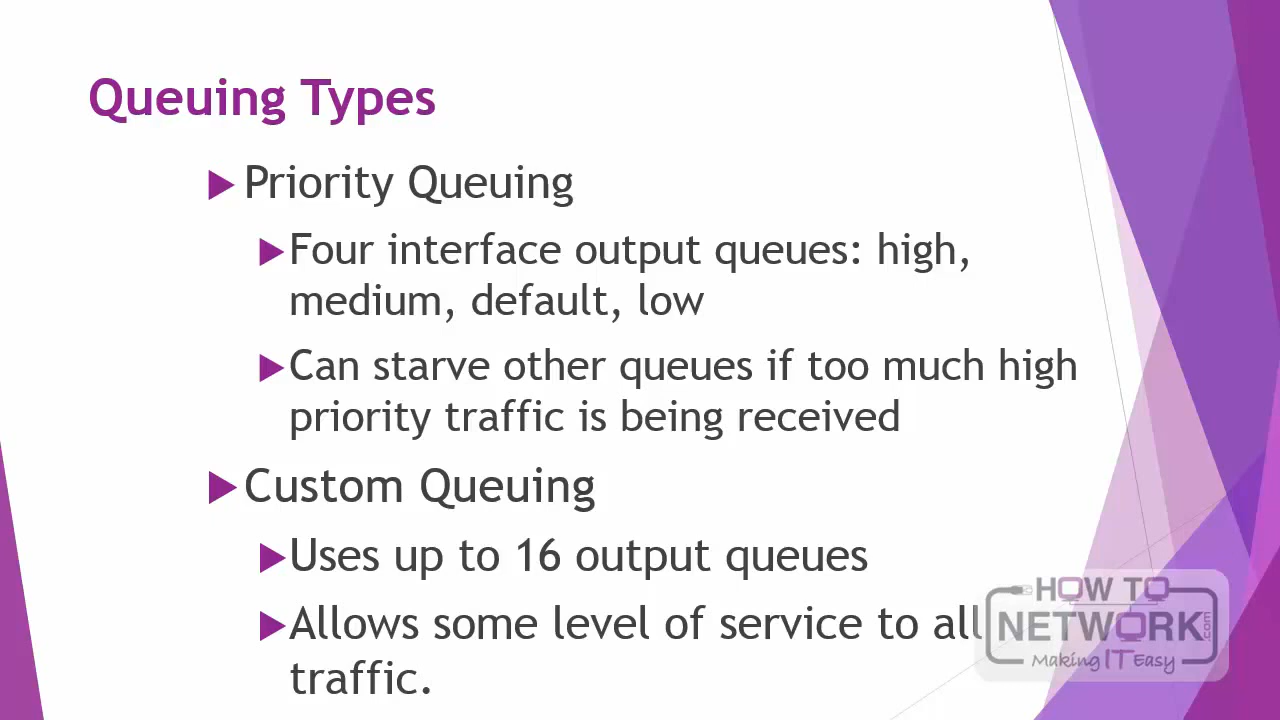 Queuing Types
Priority Queuing
Four interface output queues: high,
medium, default, low
Can starve other queues if too much high
priority traffic is being received
Custom Queuing
Uses up to 16 output queues
Allows some level of service to all
traffic.
HOW TO
NETWORK.com
Making IT Easy